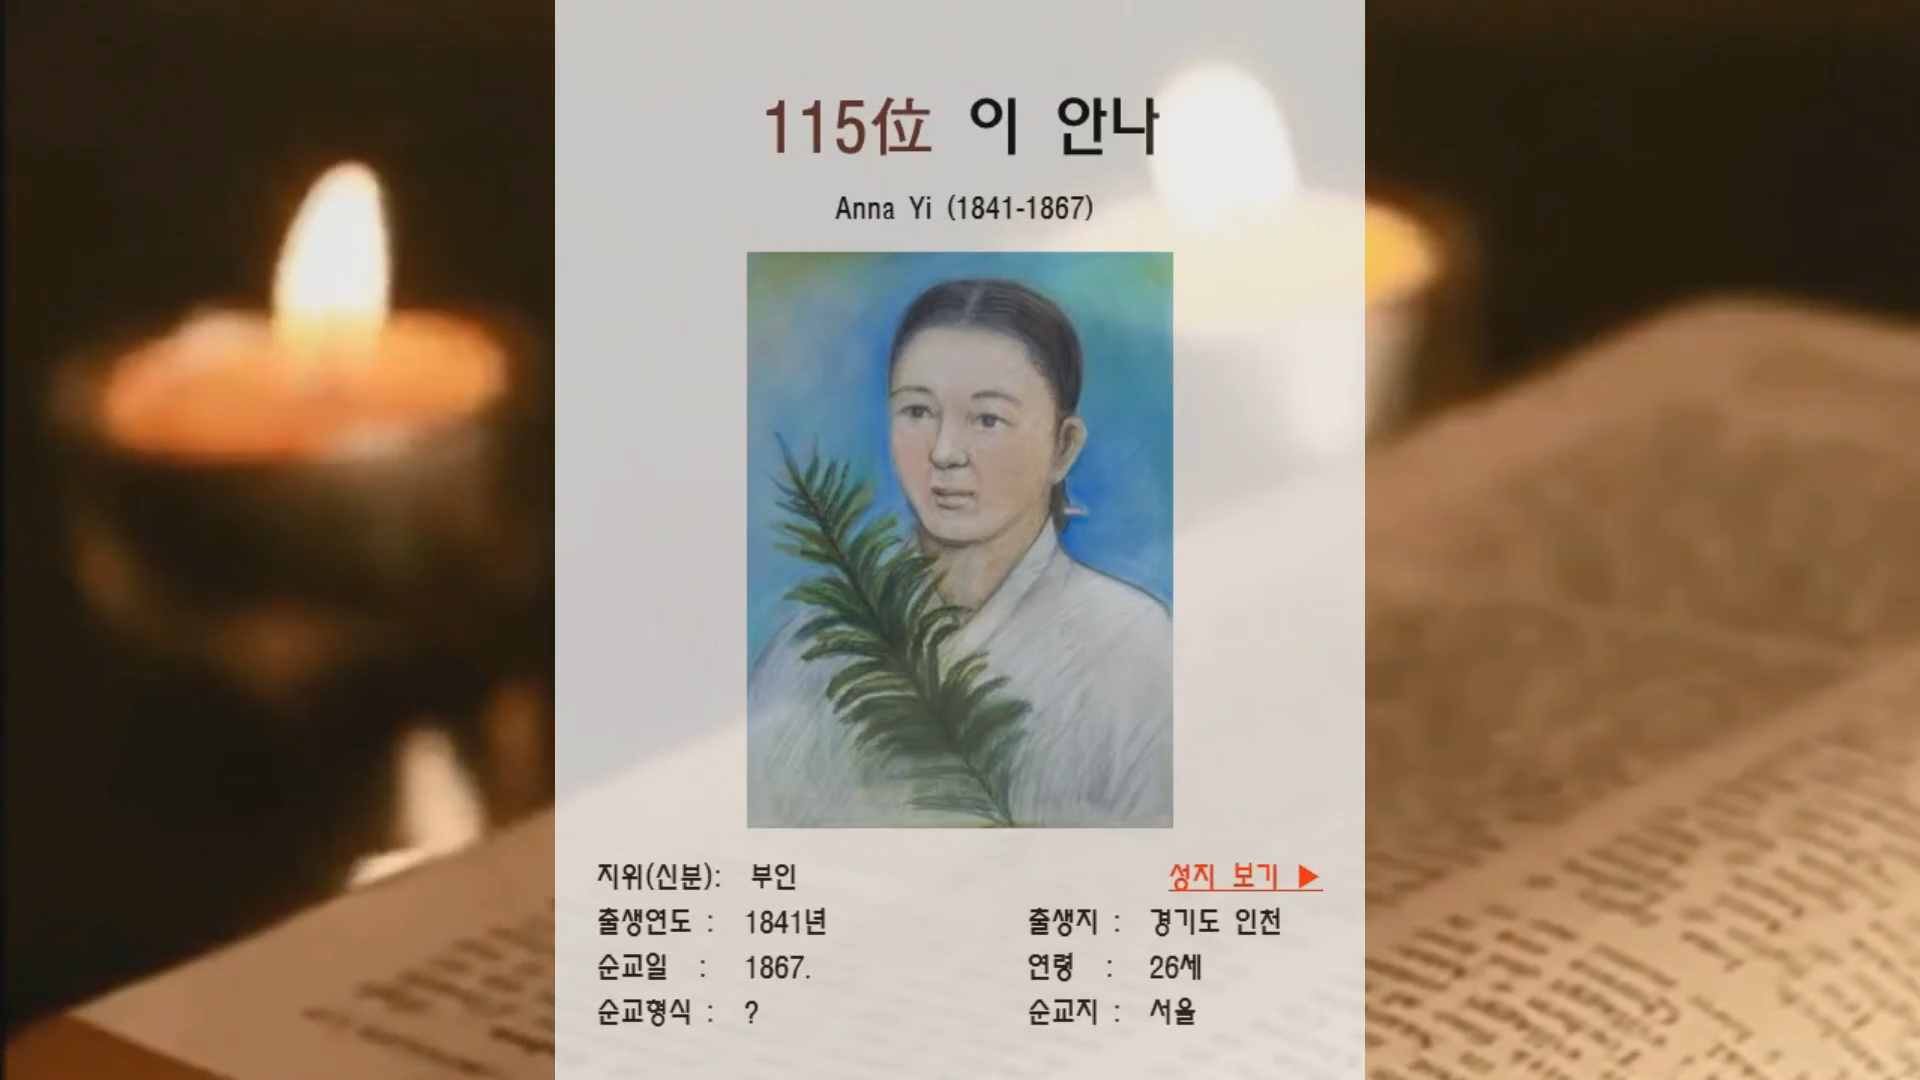 115位 이 안나
Anna Yi (1841-1867)
지위(신분): 부인
성지 보기 ▶
출생연도 : 1841년
출생지 : 경기도 인천
순교일 : 1867.
연령 : 26세
순교형식 : ?
순교지 : 서울